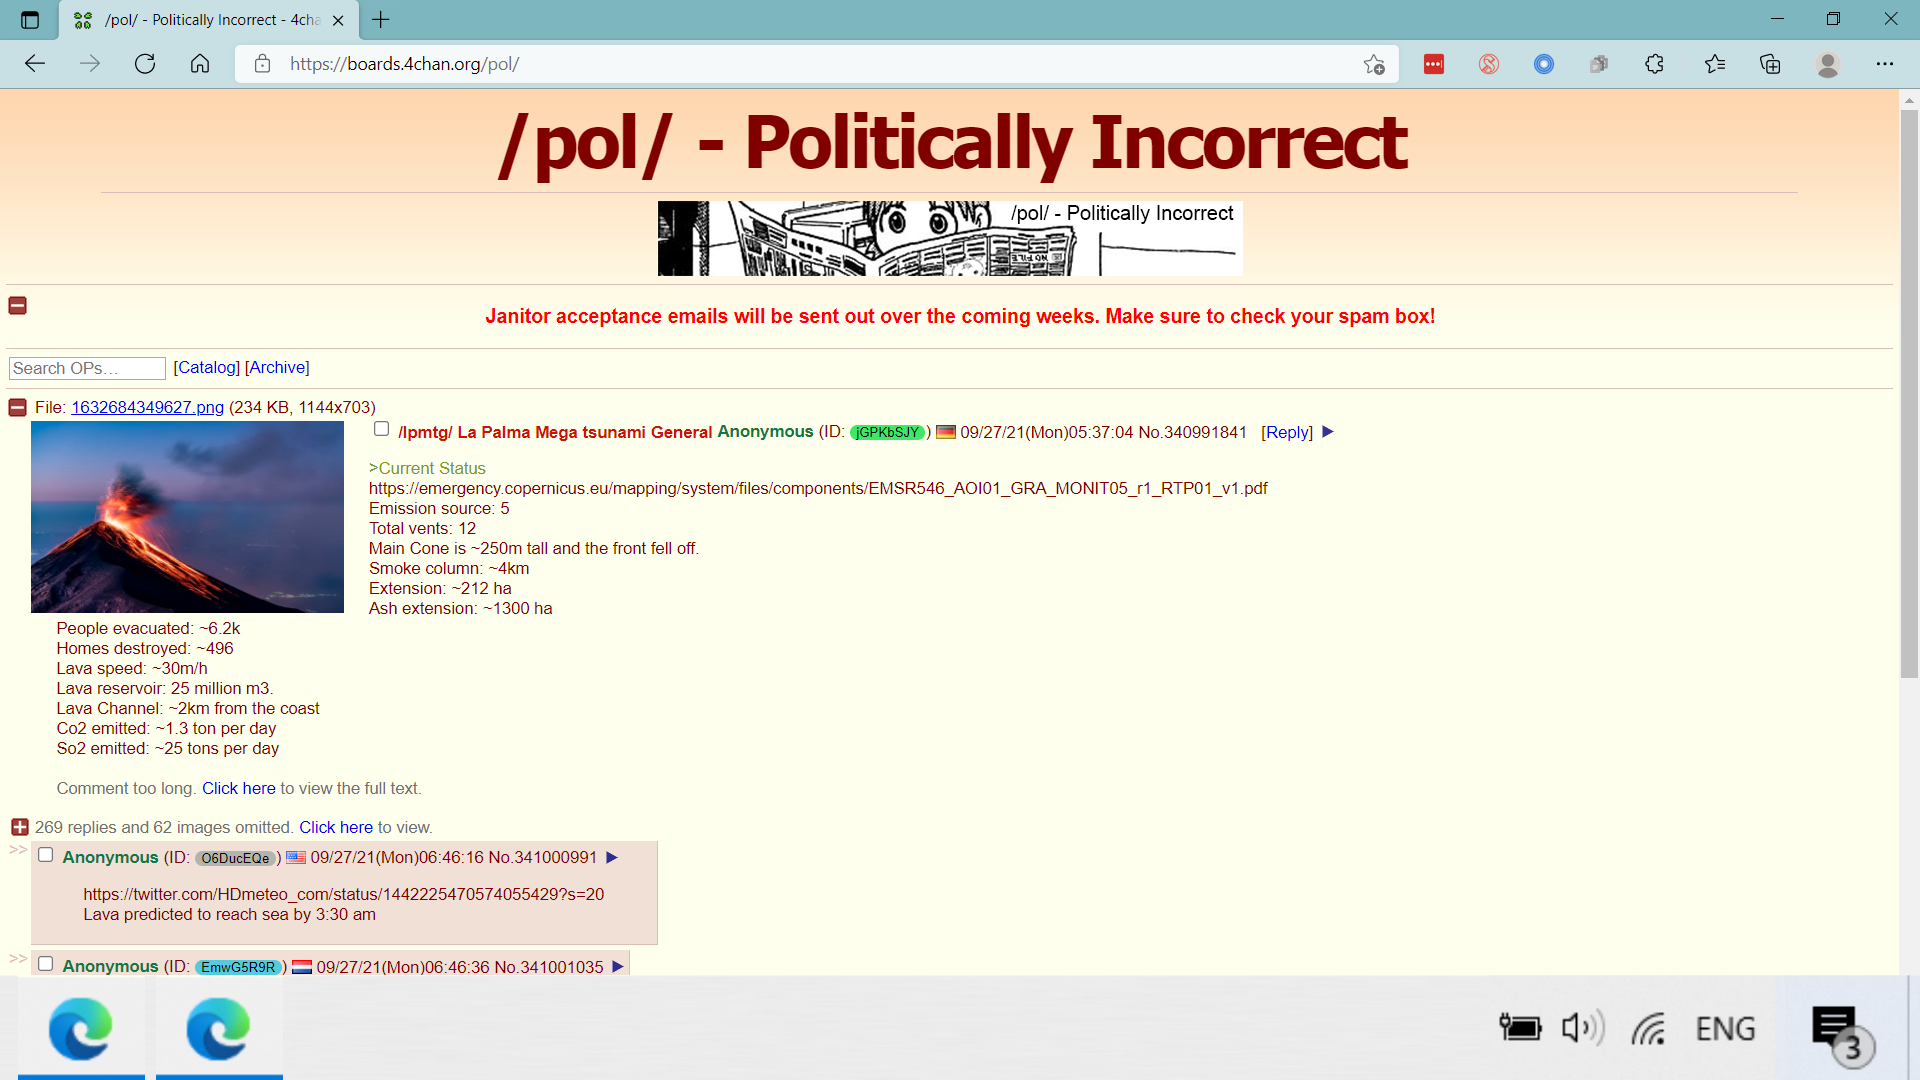 /pol/ - Politically Incorrect - 4cha
https://boards.4chan.org/pol/
/pol/ - Politically Incorrect
/pol/ - Politically Incorrect
Janitor acceptance emails will be sent out over the coming weeks. Make sure to check your spam box!
Search OPs… [Catalog] [Archive]
File: 1632684349627.png (234 KB, 1144x703)
/lpmtg/ La Palma Mega tsunami General Anonymous (ID: jGPKbSJY) 09/27/21(Mon)05:37:04 No.340991841 [Reply]
>Current Status
https://emergency.copernicus.eu/mapping/system/files/components/EMSR546_AOI01_GRA_MONIT05_r1_RTP01_v1.pdf
Emission source: 5
Total vents: 12
Main Cone is ~250m tall and the front fell off.
Smoke column: ~4km
Extension: ~212 ha
Ash extension: ~1300 ha
People evacuated: ~6.2k
Homes destroyed: ~496
Lava speed: ~30m/h
Lava reservoir: 25 million m3.
Lava Channel: ~2km from the coast
Co2 emitted: ~1.3 ton per day
So2 emitted: ~25 tons per day
Comment too long. Click here to view the full text.
269 replies and 62 images omitted. Click here to view.
>> Anonymous (ID: O6DucEQe) 09/27/21(Mon)06:46:16 No.341000991
https://twitter.com/HDmeteo_com/status/1442225470574055429?s=20
Lava predicted to reach sea by 3:30 am
>> Anonymous (ID: EmwG5R9R) 09/27/21(Mon)06:46:36 No.341001035
ENG
3